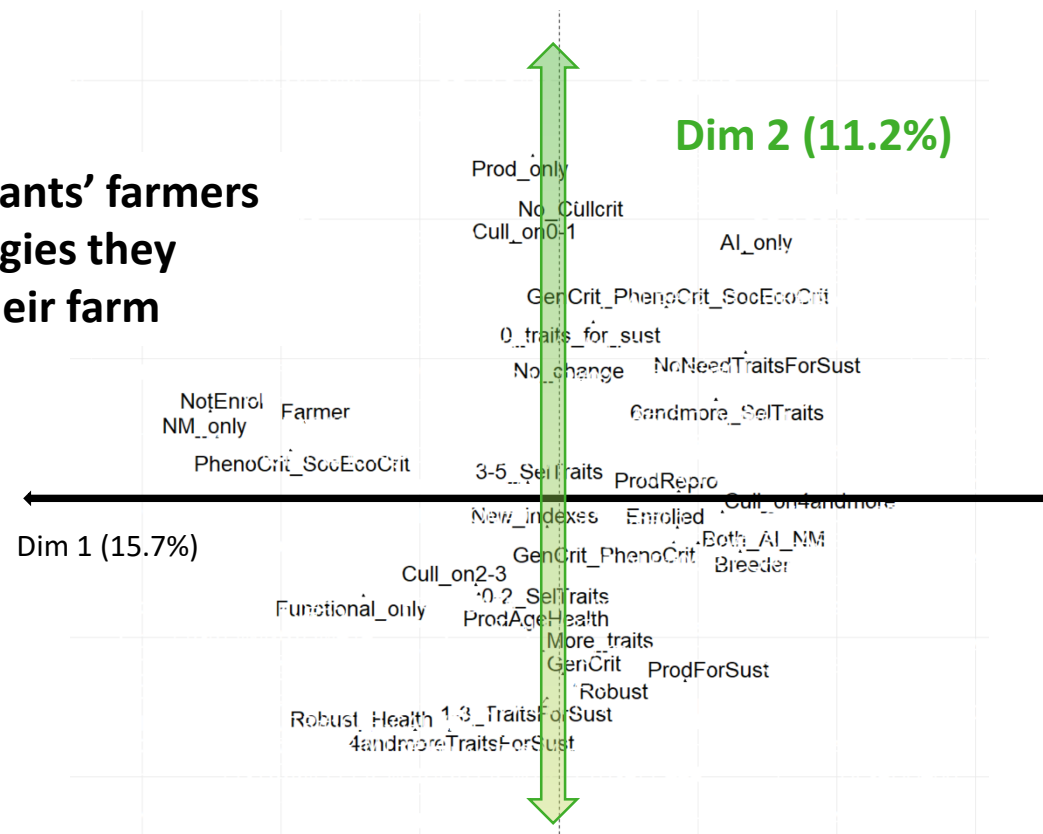 Dim 2 (11.2%)
Prod_only
ants’ farmers
No_Cullcrit
gies they
Cull_on0-1
AI_only
eir farm
GenCrit_PhenoCrit_SocEcoCrit
0_traits_for_sust
No_change
NoNeedTraitsForSust
NotEnrol
Farmer
6andmore_SelTraits
NM_only
PhenoCrit_SocEcoCrit
3-5_SelTraits
ProdRepro
Cull_on4andmore
New_indexes
Enrolled
Both_AI_NM
Dim 1 (15.7%)
GenCrit_PhenoCrit
Breeder
Cull_on2-3
0-2_SelTraits
Functional_only
ProdAgeHealth
More_traits
GenCrit
ProdForSust
Robust
Robust_Health
1-3_TraitsForSust
4andmoreTraitsForSust